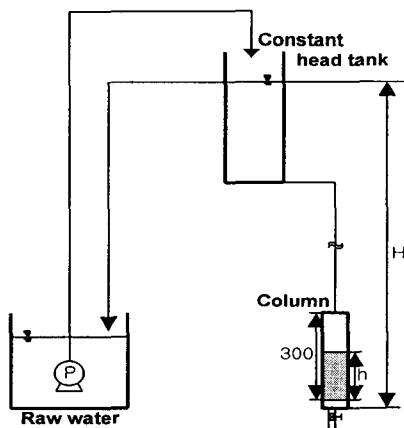 Constant
head tank
H
Column
300
h
P
Raw water